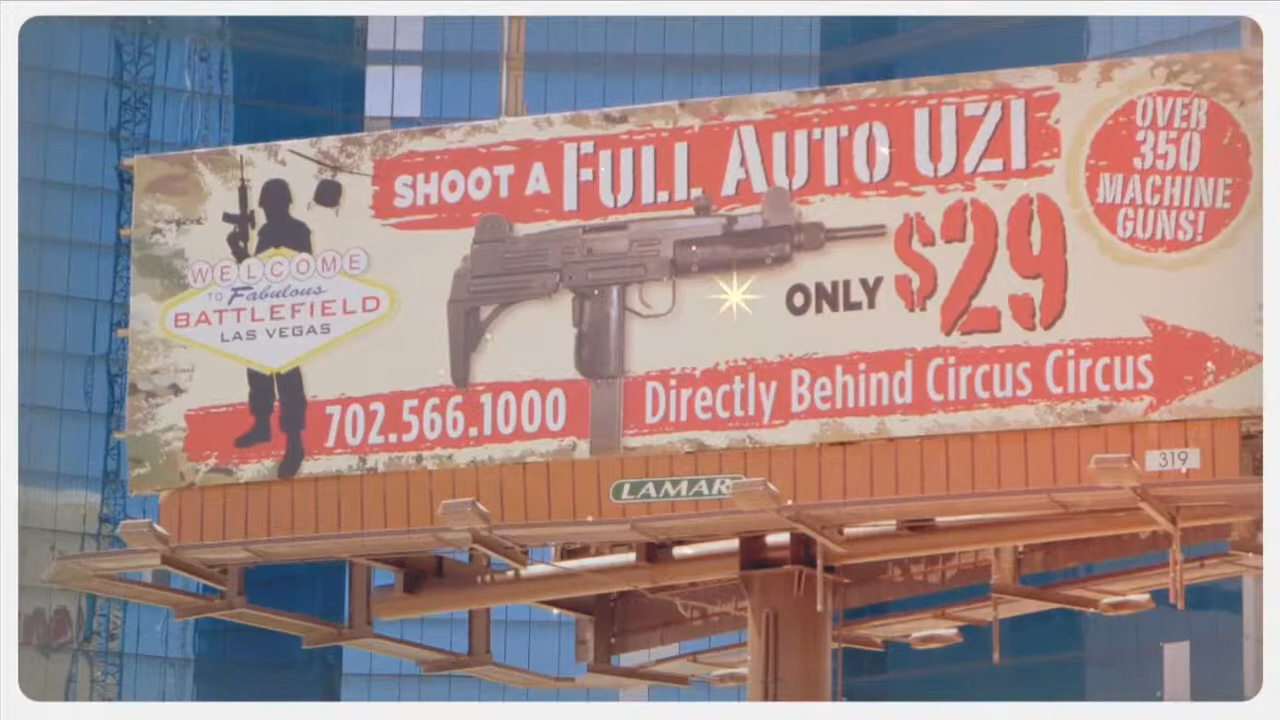 SHOOT A FULL AUTO UZI
OVER
350
MACHINE
GUNS!
WELCOME
TO Fabulous
BATTLEFIELD
LAS VEGAS
ONLY $29
702.566.1000
Directly Behind Circus Circus
LAMAR
319